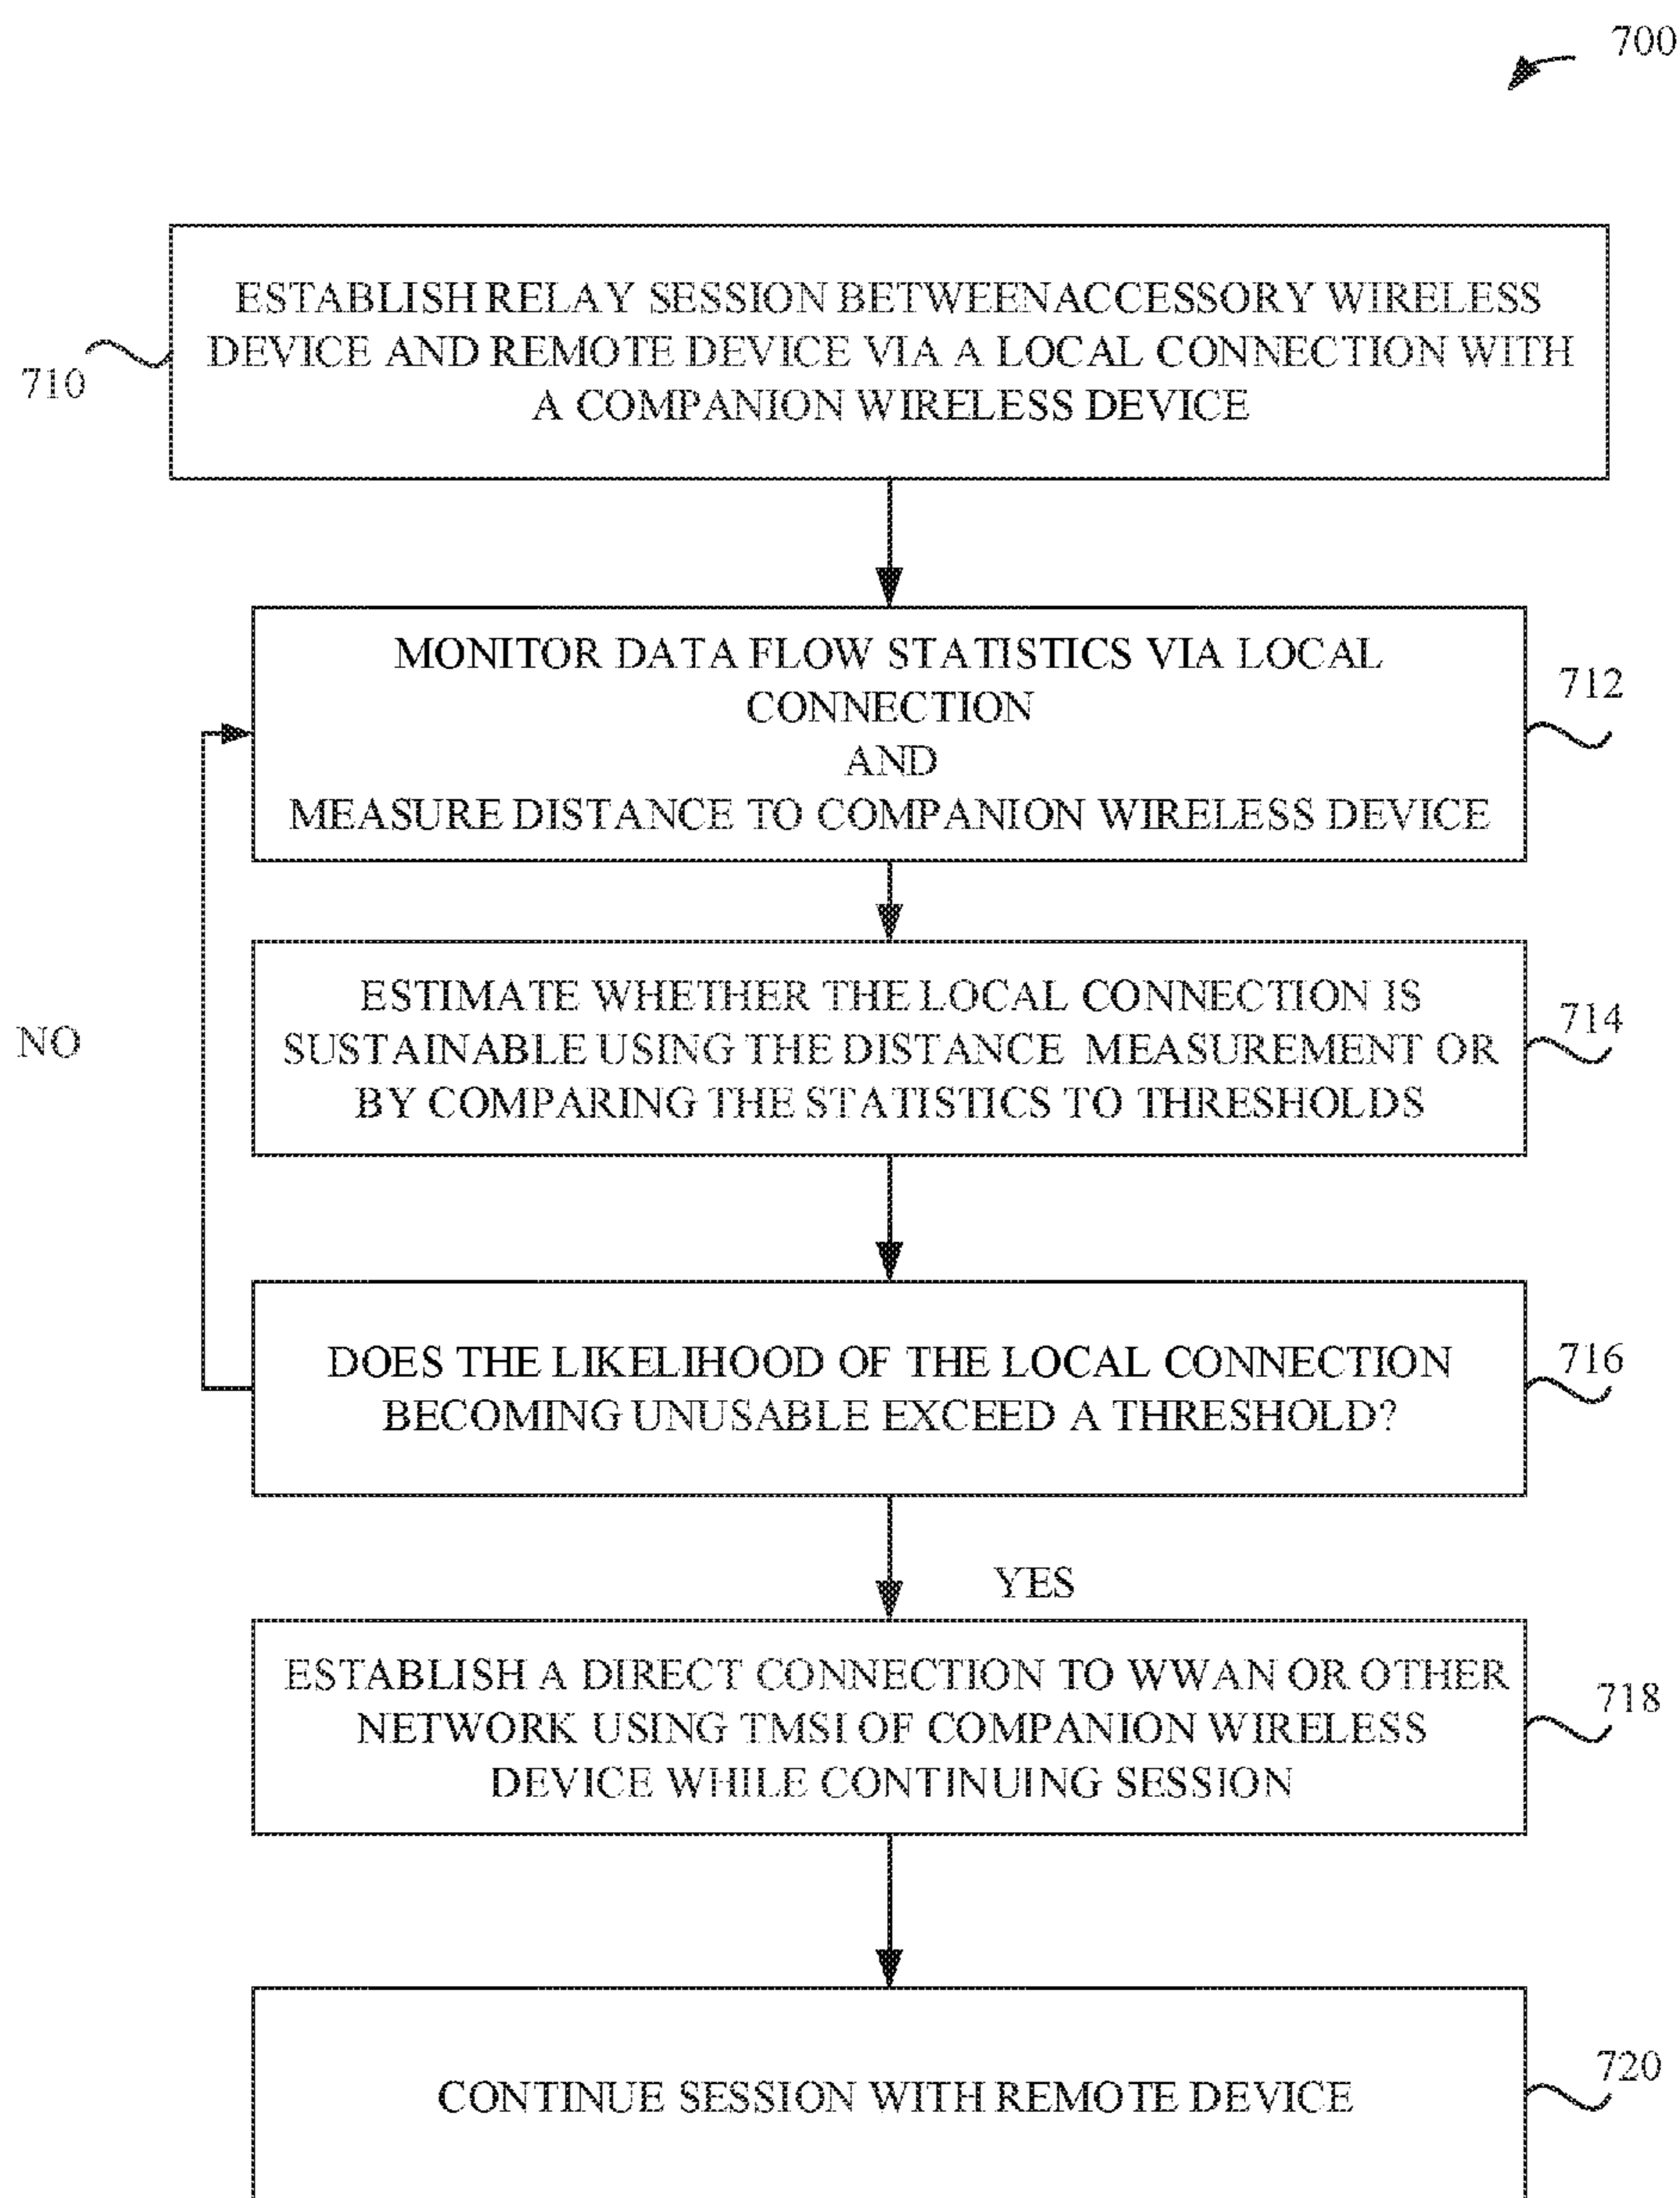 700
ESTABLISH RELAY SESSION BETWEENACCESSORY WIRELESS
DEVICE AND REMOTE DEVICE VIA A LOCAL CONNECTION WITH
A COMPANION WIRELESS DEVICE
710
MONITOR DATA FLOW STATISTICS VIA LOCAL
CONNECTION
AND
MEASURE DISTANCE TO COMPANION WIRELESS DEVICE
712
ESTIMATE WHETHER THE LOCAL CONNECTION IS
SUSTAINABLE USING THE DISTANCE MEASUREMENT OR
BY COMPARING THE STATISTICS TO THRESHOLDS
714
NO
DOES THE LIKELIHOOD OF THE LOCAL CONNECTION
BECOMING UNUSABLE EXCEED A THRESHOLD?
716
YES
ESTABLISH A DIRECT CONNECTION TO WWAN OR OTHER
NETWORK USING TMSI OF COMPANION WIRELESS
DEVICE WHILE CONTINUING SESSION
718
CONTINUE SESSION WITH REMOTE DEVICE
720